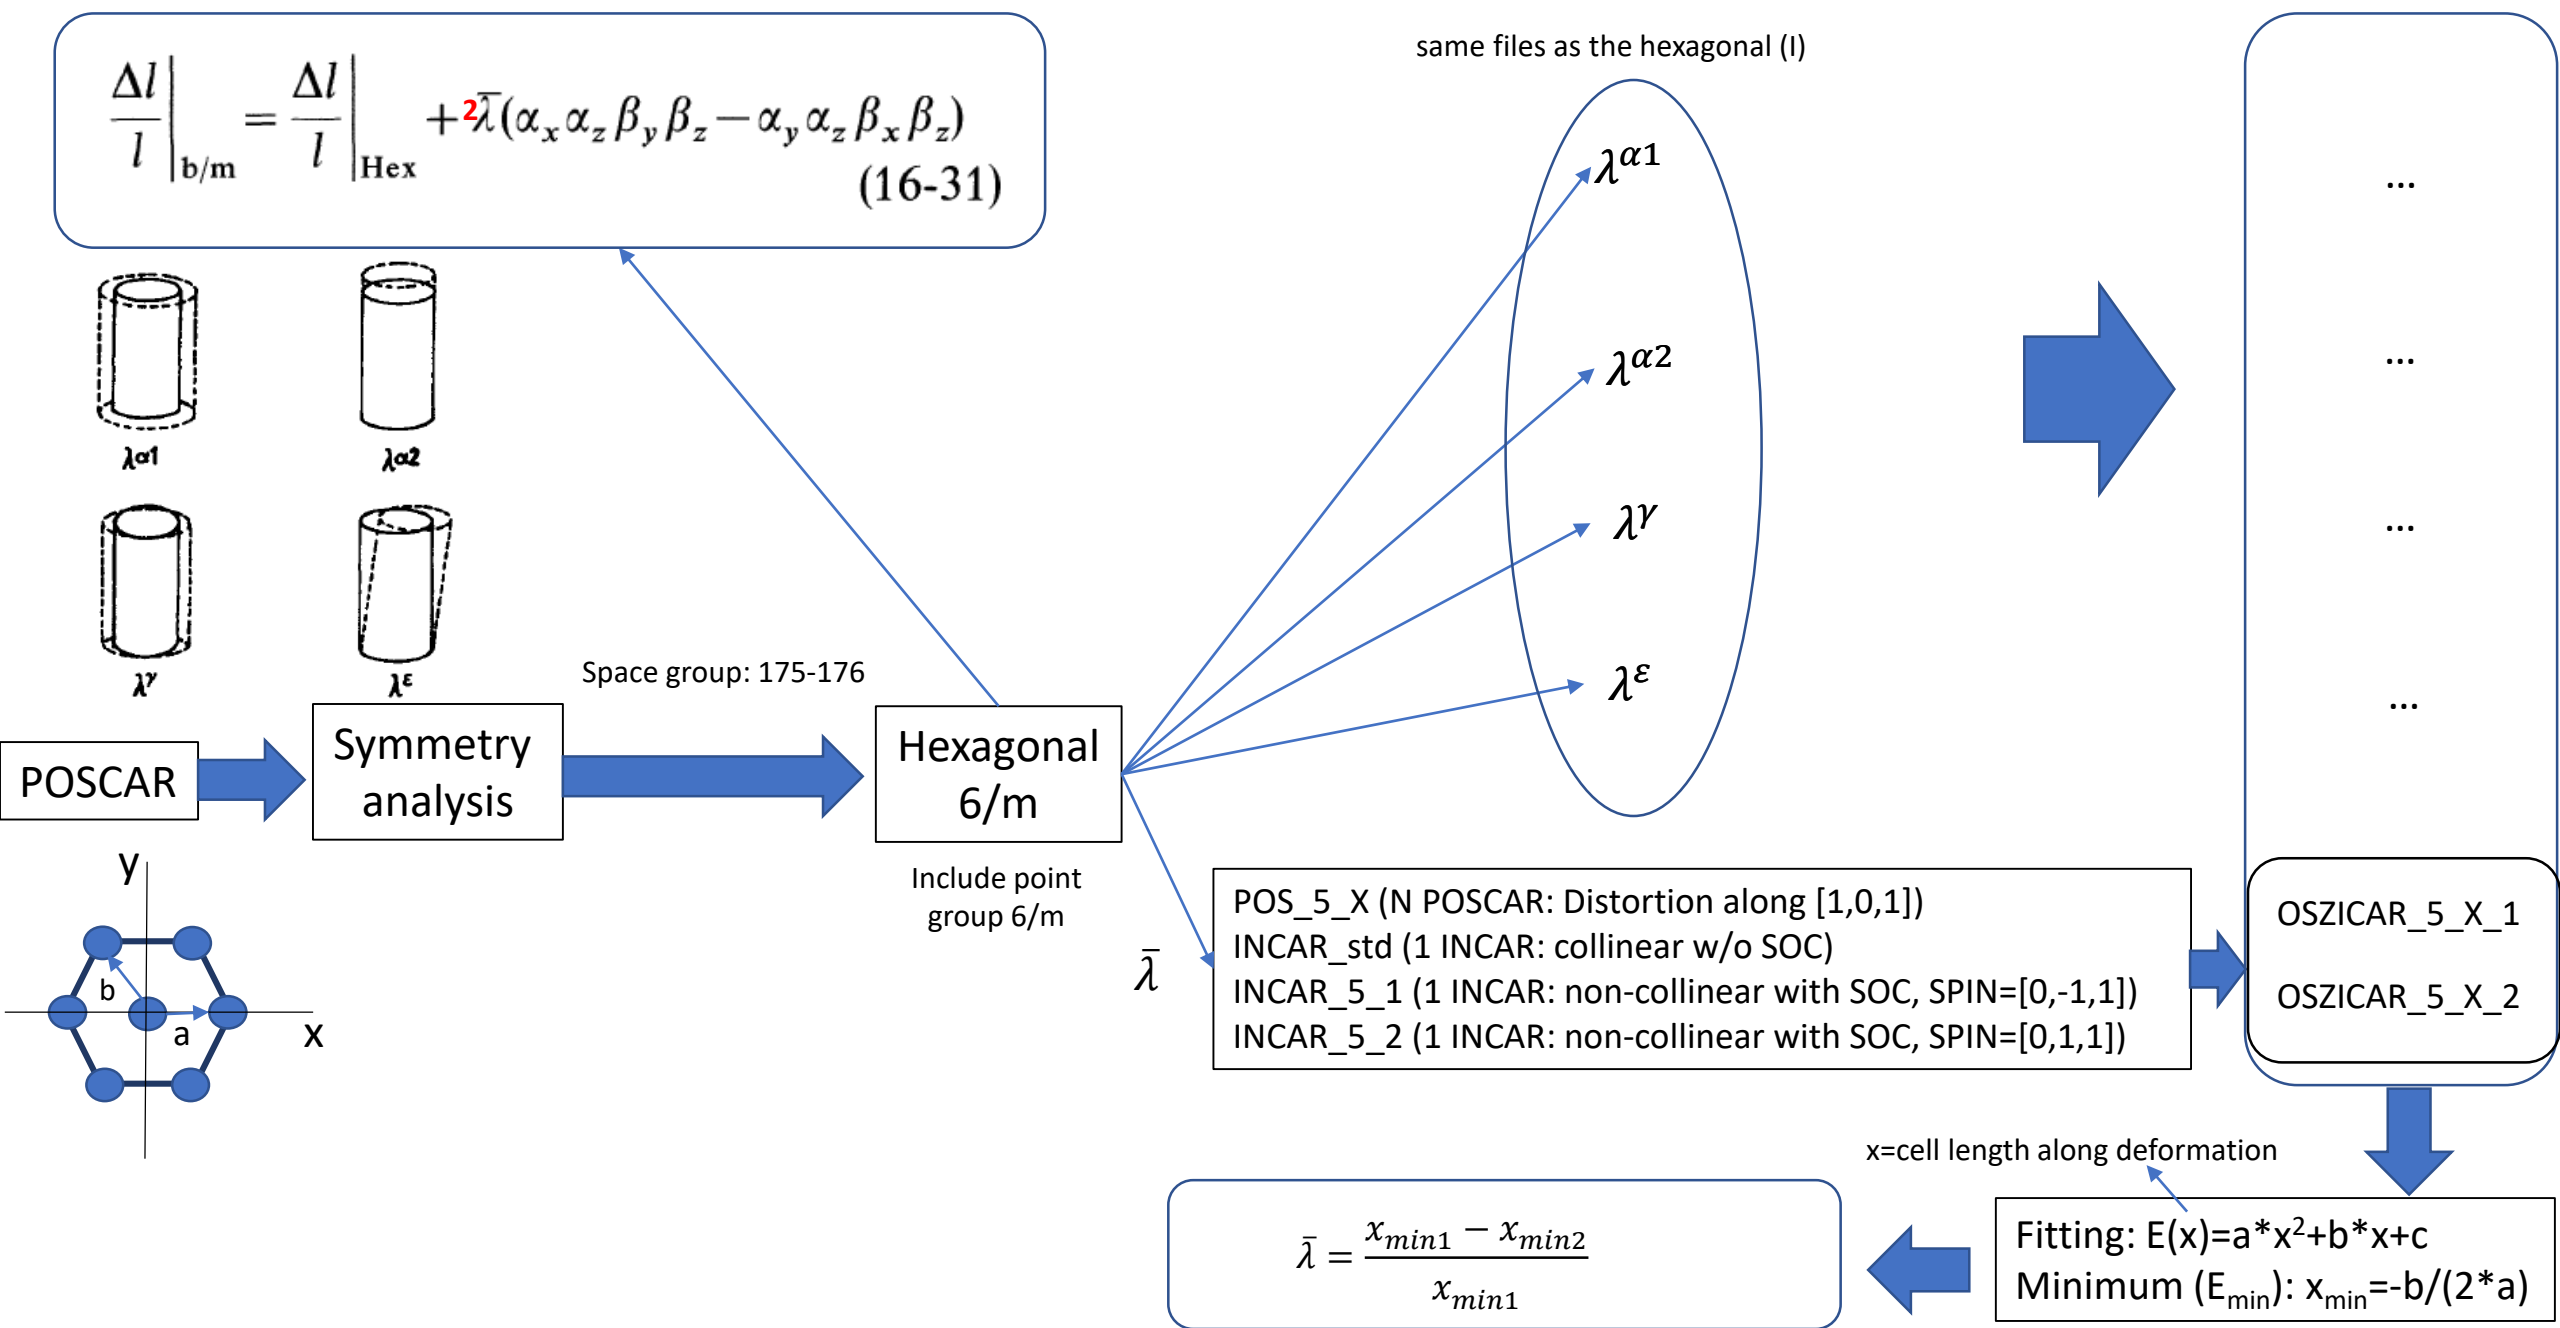 Δl/l|b/m = Δl/l|Hex + 2λ̄(αxαzβyβz − αyαzβxβz)
(16-31)
λα1
λα2
λγ
λε
same files as the hexagonal (I)
λ^α1
λ^α2
λ^γ
λ^ε
...
...
...
...
Space group: 175-176
POSCAR
Symmetry
analysis
Hexagonal
6/m
Include point
group 6/m
y
x
b
a
λ̄
POS_5_X (N POSCAR: Distortion along [1,0,1])
INCAR_std (1 INCAR: collinear w/o SOC)
INCAR_5_1 (1 INCAR: non-collinear with SOC, SPIN=[0,-1,1])
INCAR_5_2 (1 INCAR: non-collinear with SOC, SPIN=[0,1,1])
OSZICAR_5_X_1
OSZICAR_5_X_2
x=cell length along deformation
Fitting: E(x)=a*x²+b*x+c
Minimum (Emin): xmin=-b/(2*a)
λ̄ = (xmin1 − xmin2)/xmin1